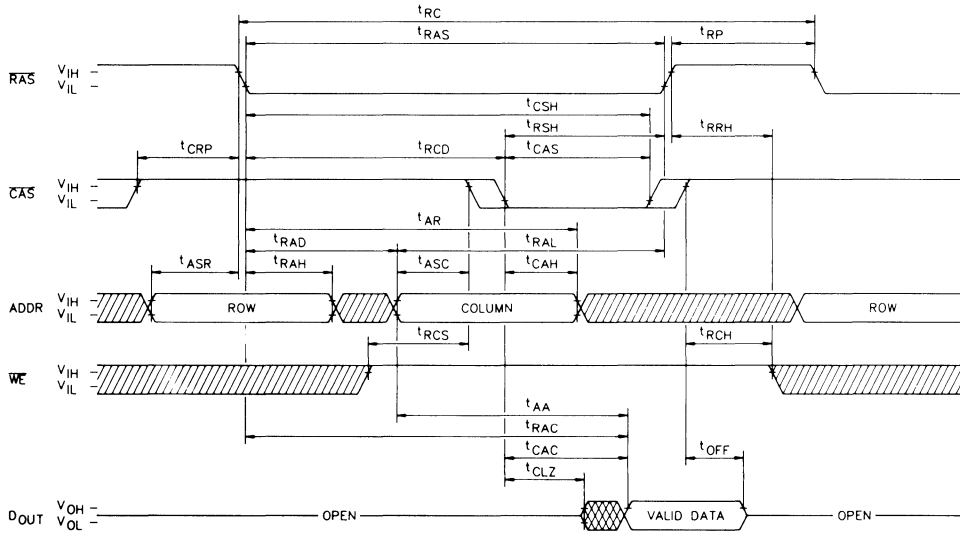 tRC
tRAS
tRP
RAS VIH
VIL
tCSH
tRSH
tRRH
tCRP
tRCD
tCAS
CAS VIH
VIL
tAR
tRAD
tRAL
tASR
tRAH
tASC
tCAH
ADDR VIH
VIL
ROW
COLUMN
ROW
tRCS
tRCH
WE VIH
VIL
tAA
tRAC
tCAC
tOFF
tCLZ
DOUT VOH
VOL
OPEN
VALID DATA
OPEN